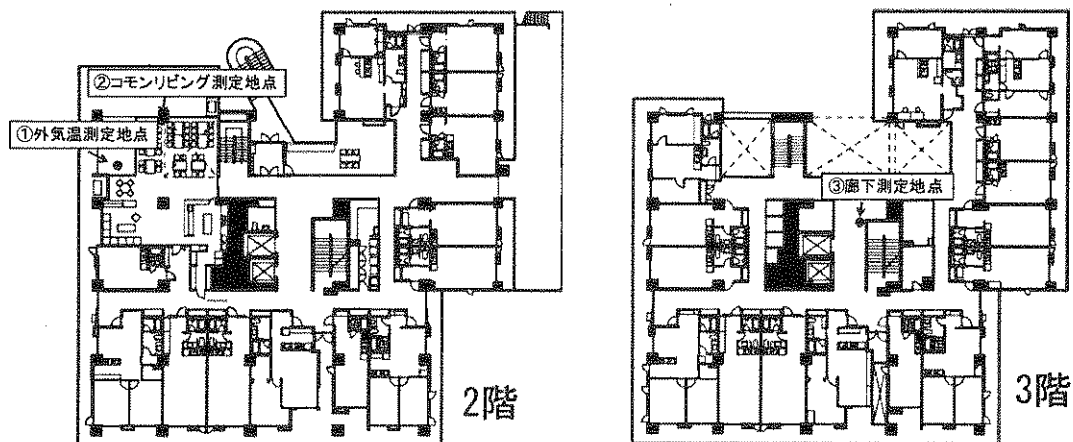 ②コモンリビング測定地点
①外気温測定地点
2階
③廊下測定地点
3階